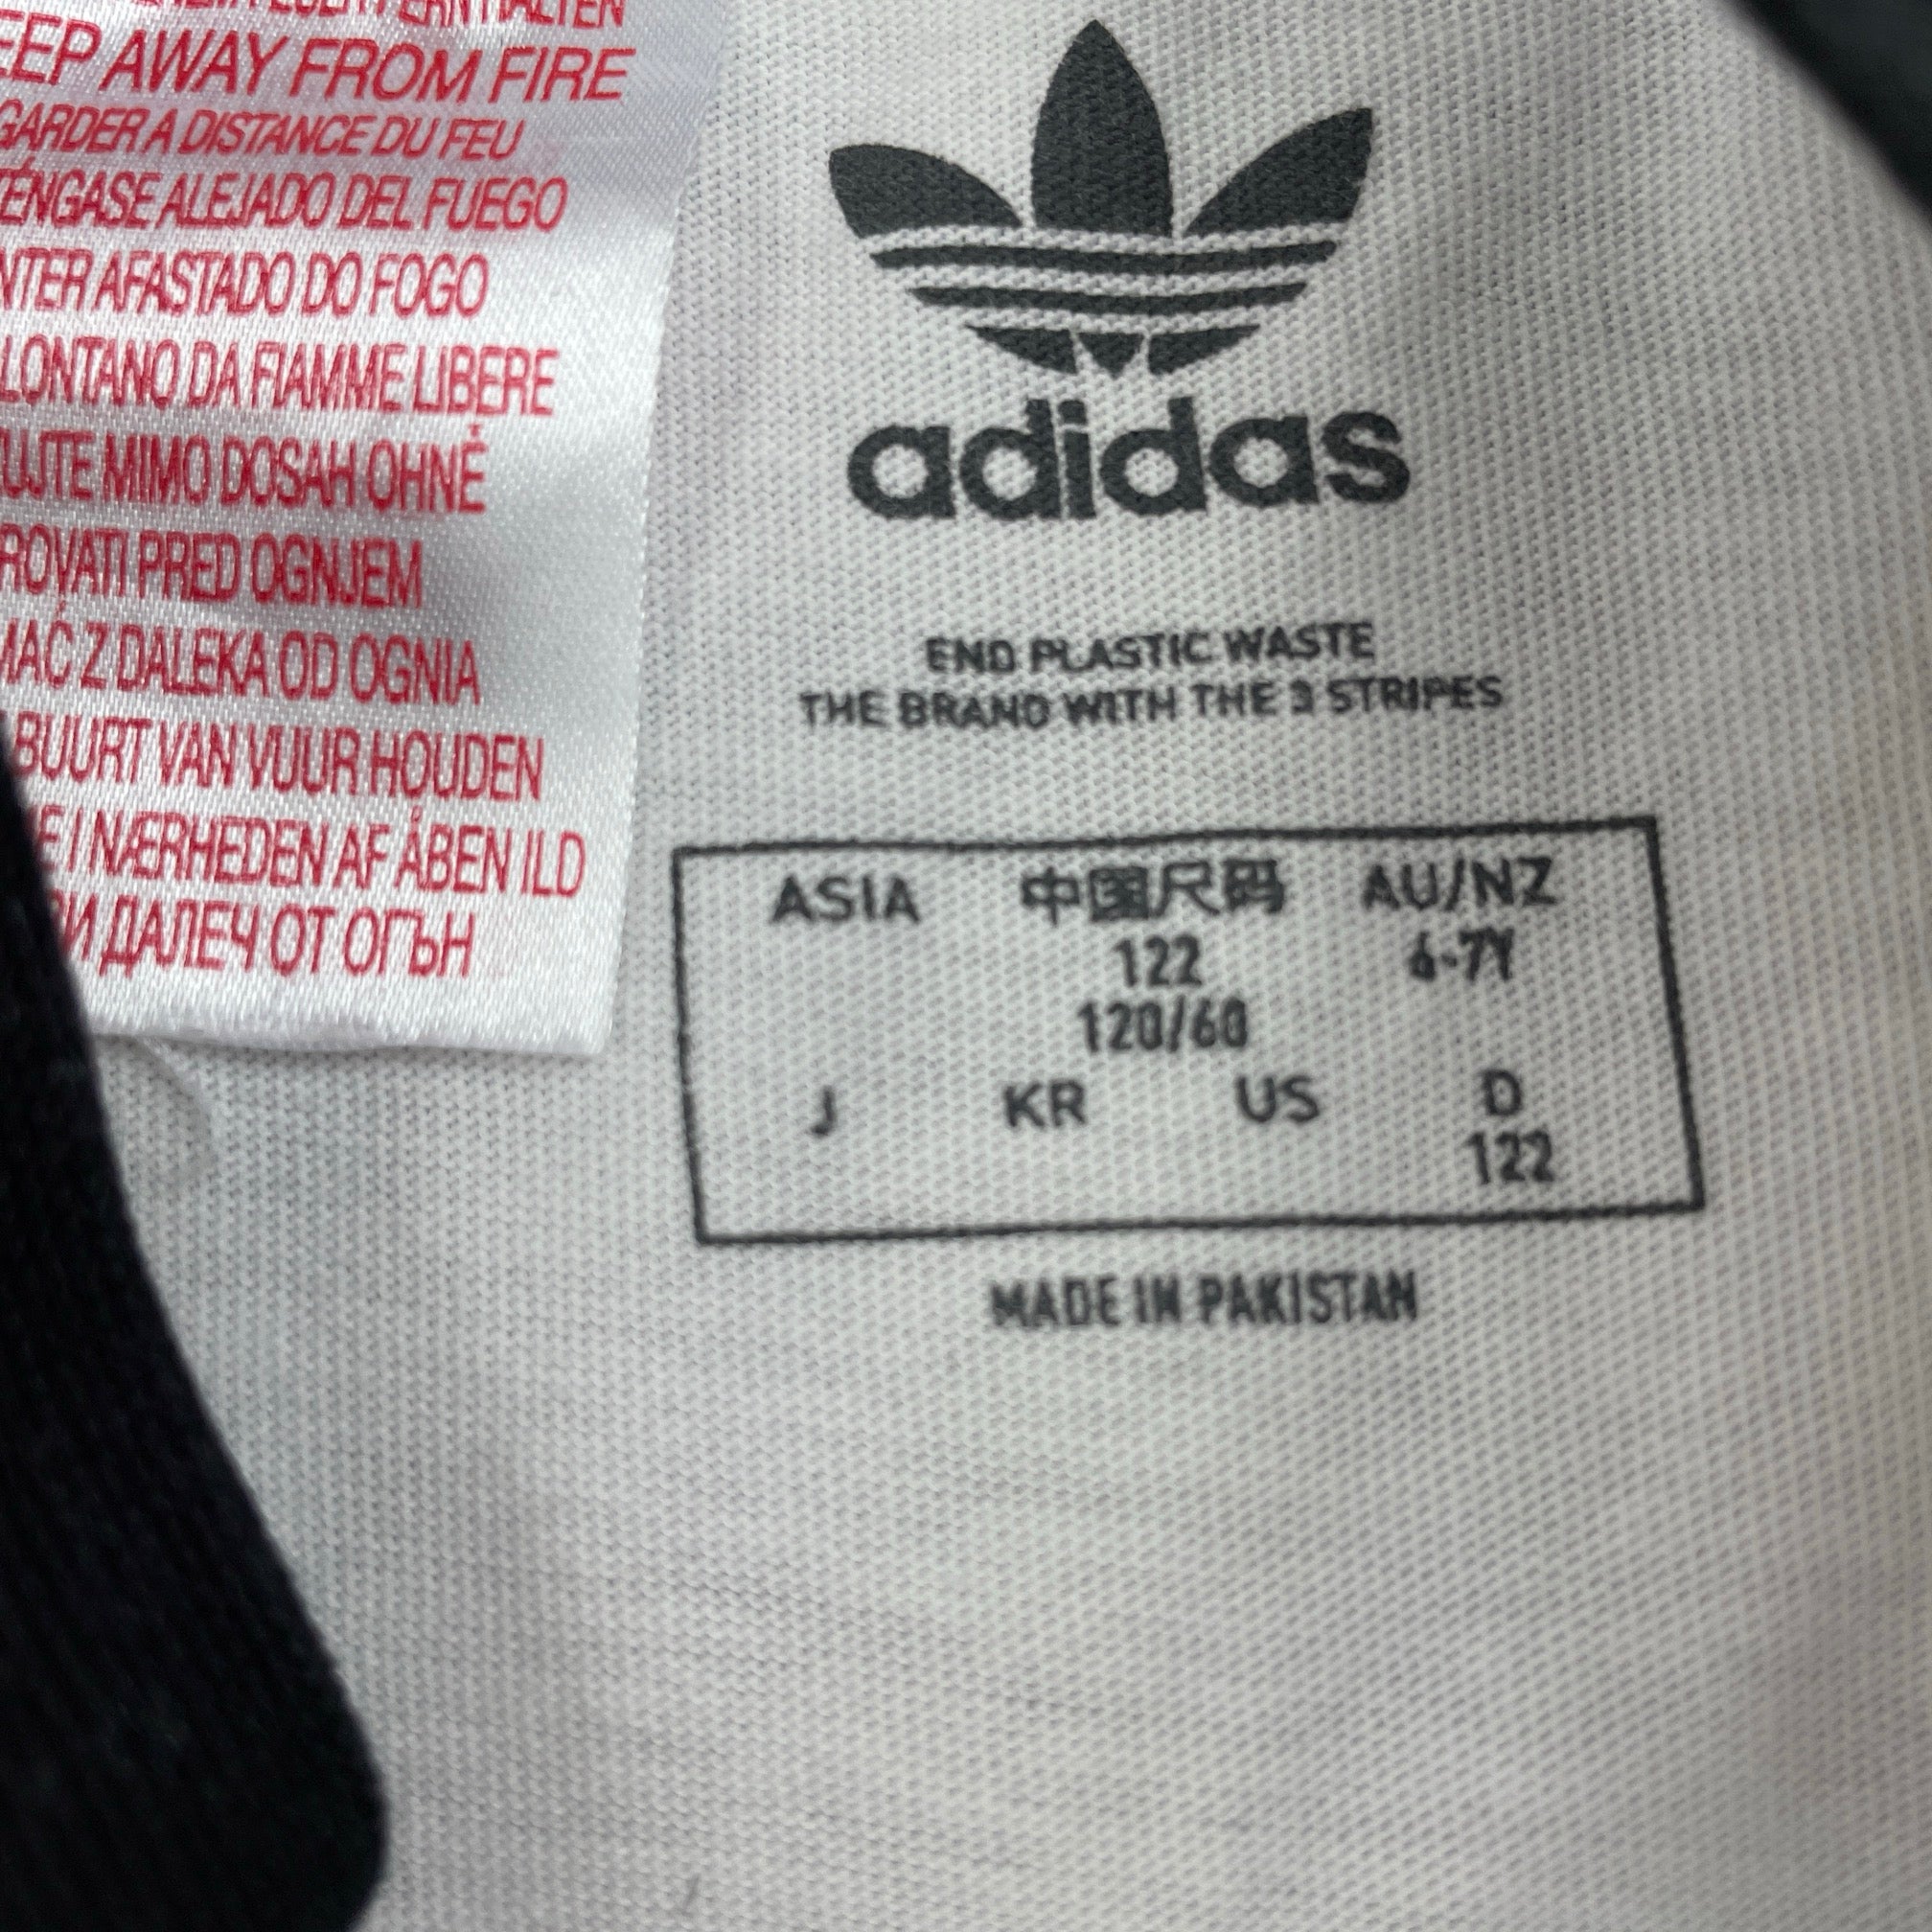 KEEP AWAY FROM FIRE
GARDER A DISTANCE DU FEU
TÉNGASE ALEJADO DEL FUEGO
NTER AFASTADO DO FOGO
LONTANO DA FIAMME LIBERE
UJTE MIMO DOSAH OHNĚ
ROVATI PRED OGNJEM
MAĆ Z DALEKA OD OGNIA
BUURT VAN VUUR HOUDEN
E I NÆRHEDEN AF ÅBEN ILD
И ДАЛЕЧ ОТ ОГЪН
adidas
END PLASTIC WASTE
THE BRAND WITH THE 3 STRIPES
ASIA 中国尺码 AU/NZ
122 6-7Y
120/60
J KR US D
122
MADE IN PAKISTAN